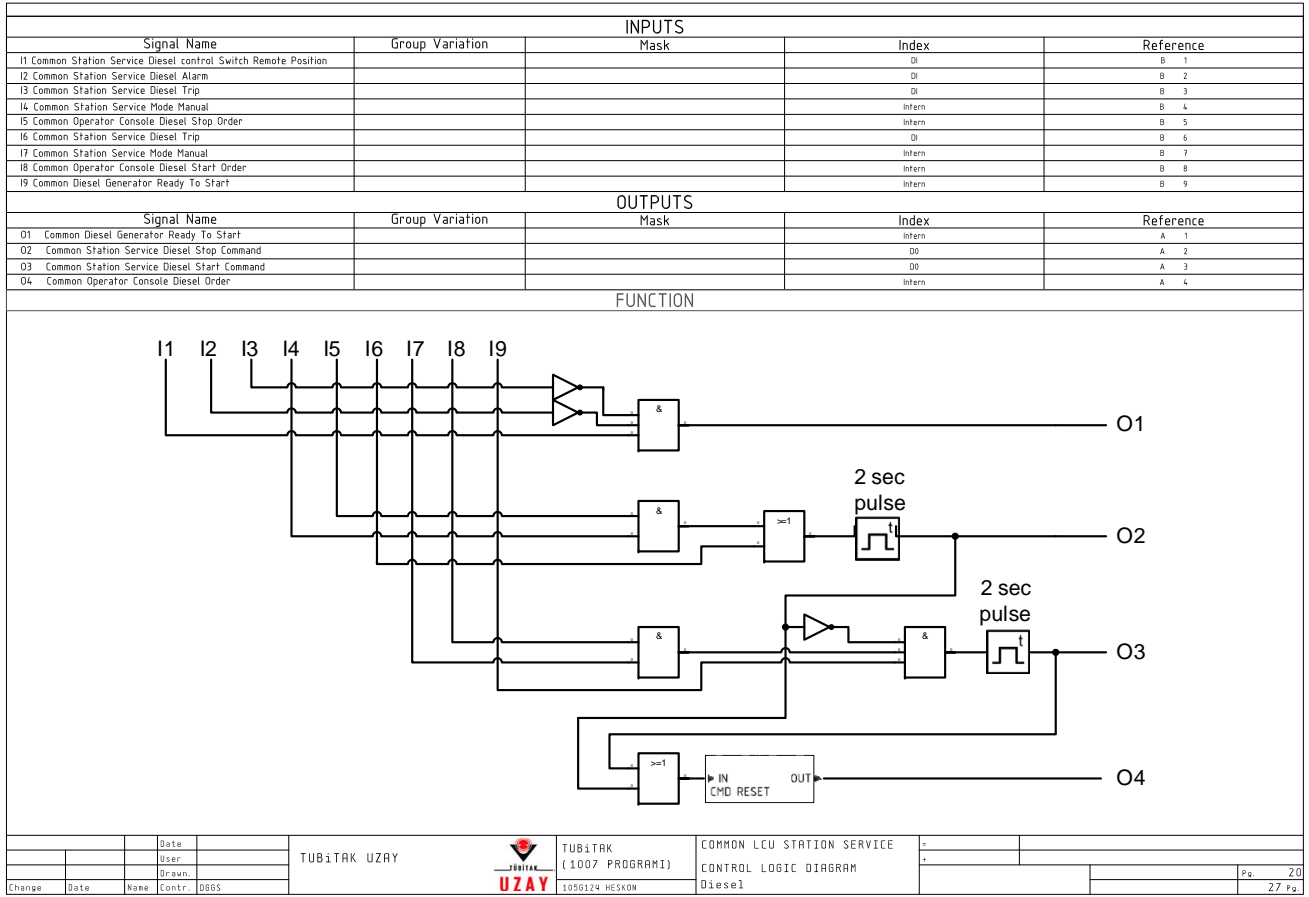 INPUTS
Signal Name Group Variation Mask Index Reference
I1 Common Station Service Diesel control Switch Remote Position DI B 1
I2 Common Station Service Diesel Alarm DI B 2
I3 Common Station Service Diesel Trip DI B 3
I4 Common Station Service Mode Manual Intern B 4
I5 Common Operator Console Diesel Stop Order Intern B 5
I6 Common Station Service Diesel Trip DI B 6
I7 Common Station Service Mode Manual Intern B 7
I8 Common Operator Console Diesel Start Order Intern B 8
I9 Common Diesel Generator Ready To Start Intern B 9
OUTPUTS
Signal Name Group Variation Mask Index Reference
O1 Common Diesel Generator Ready To Start Intern A 1
O2 Common Station Service Diesel Stop Command DO A 2
O3 Common Station Service Diesel Start Command DO A 3
O4 Common Operator Console Diesel Order Intern A 4
FUNCTION
I1 I2 I3 I4 I5 I6 I7 I8 I9
&
O1
2 sec
pulse
&
>=1
t
O2
2 sec
pulse
&
&
t
O3
>=1
IN OUT
CMD RESET
O4
Date
User
Drawn.
Change Date Name Contr. DGGS
TUBiTAK UZAY
TÜBİTAK
UZAY
TUBiTAK
(1007 PROGRAMI)
105G124 HESKON
COMMON LCU STATION SERVICE
CONTROL LOGIC DIAGRAM
Diesel
=
+
Pg. 20
27 Pg.